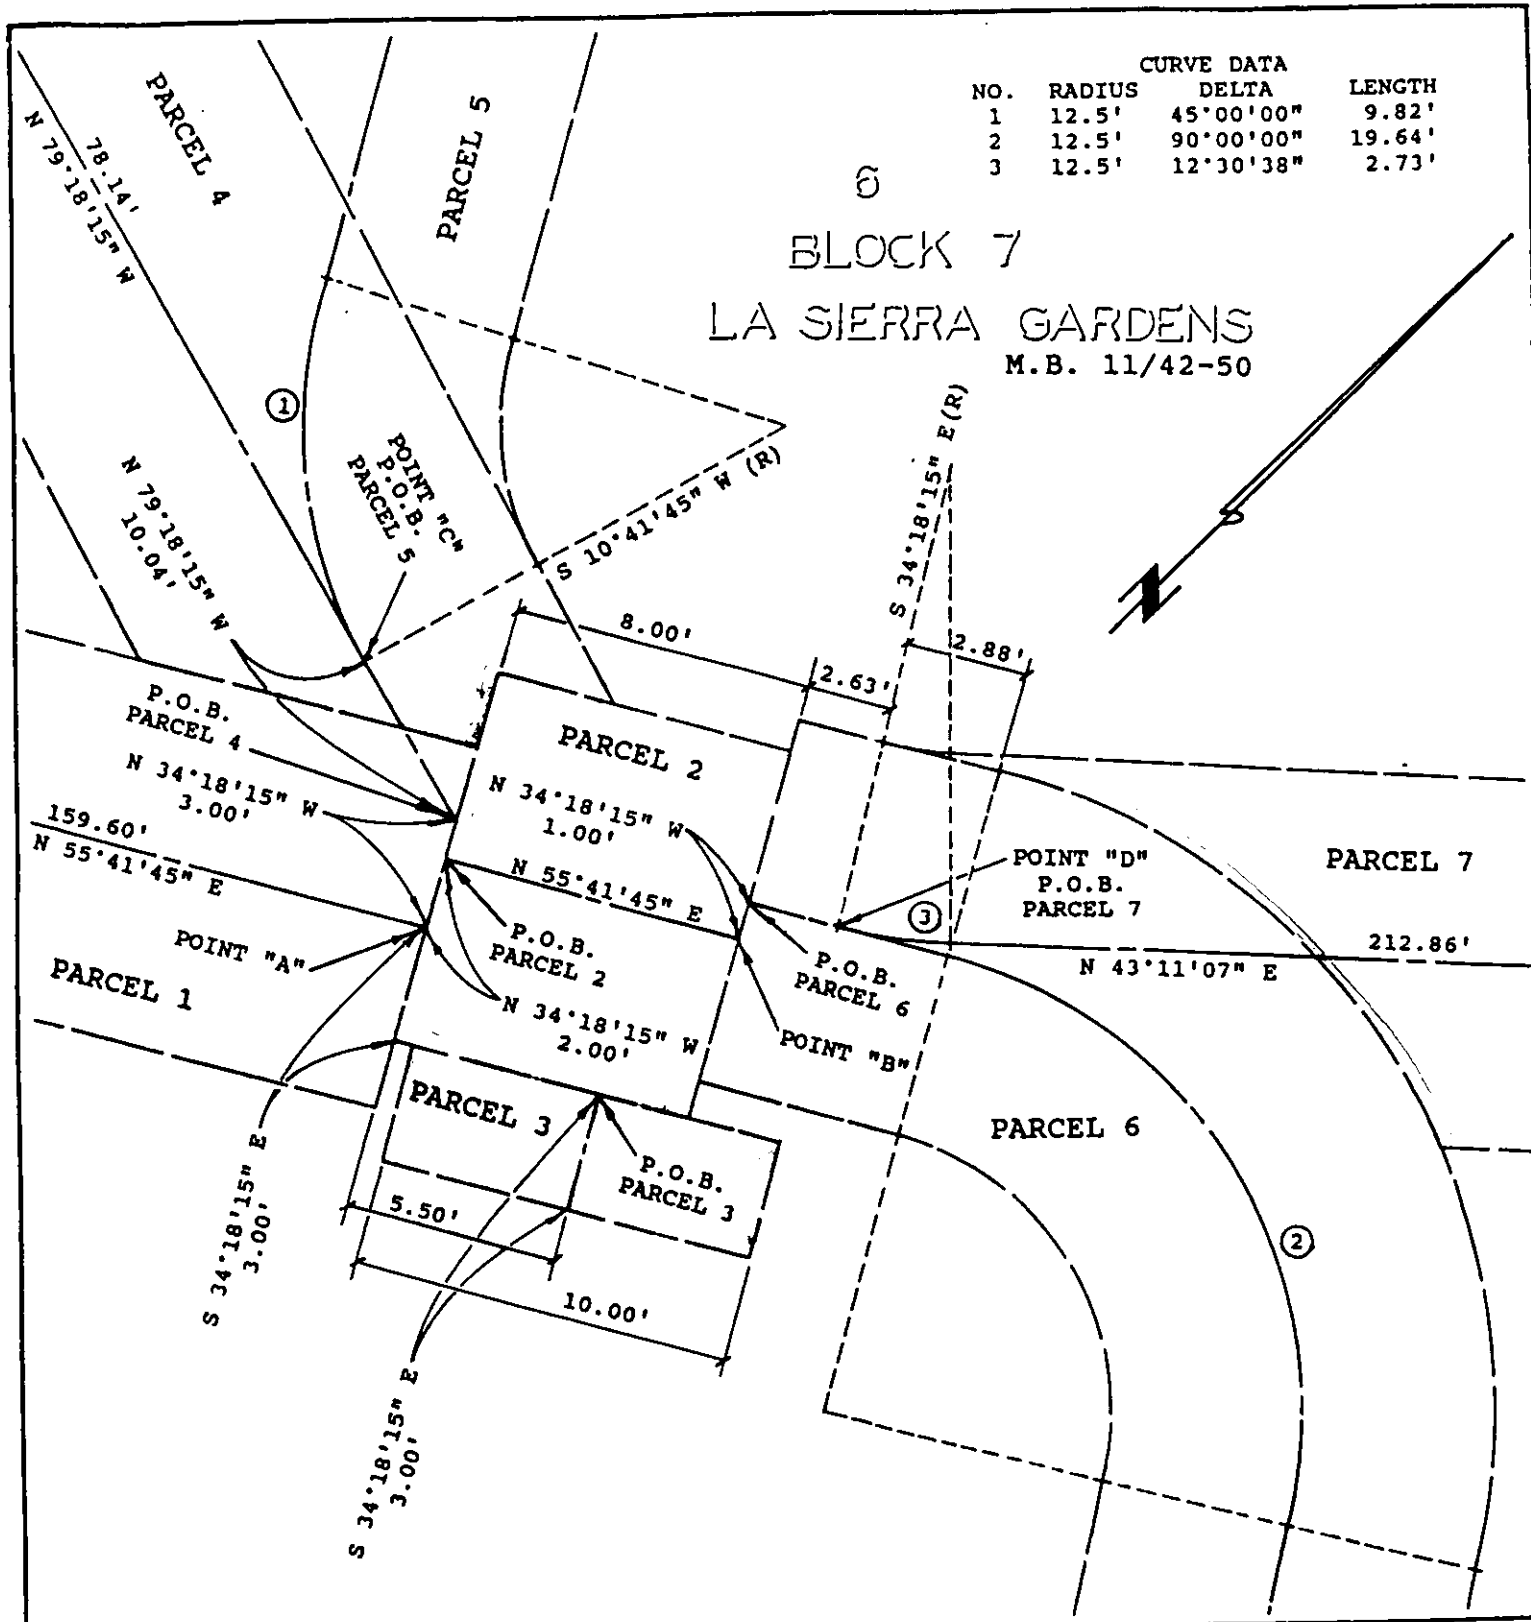 CURVE DATA
NO. RADIUS DELTA LENGTH
1 12.5' 45°00'00" 9.82'
2 12.5' 90°00'00" 19.64'
3 12.5' 12°30'38" 2.73'
6
BLOCK 7
LA SIERRA GARDENS
M.B. 11/42-50
PARCEL 4
78.14'
N 79°18'15" W
PARCEL 5
1
POINT "C"
P.O.B.
PARCEL 5
S 10°41'45" W (R)
S 34°18'15" E(R)
N 79°18'15" W
10.04'
8.00'
2.63'
2.88'
P.O.B.
PARCEL 4
PARCEL 2
N 34°18'15" W
3.00'
N 34°18'15" W
1.00'
159.60'
N 55°41'45" E
N 55°41'45" E
POINT "D"
P.O.B.
PARCEL 7
PARCEL 7
3
212.86'
N 43°11'07" E
POINT "A"
P.O.B.
PARCEL 2
P.O.B.
PARCEL 6
PARCEL 1
N 34°18'15" W
2.00'
POINT "B"
PARCEL 3
PARCEL 6
P.O.B.
PARCEL 3
S 34°18'15" E
3.00'
5.50'
2
10.00'
S 34°18'15" E
3.00'